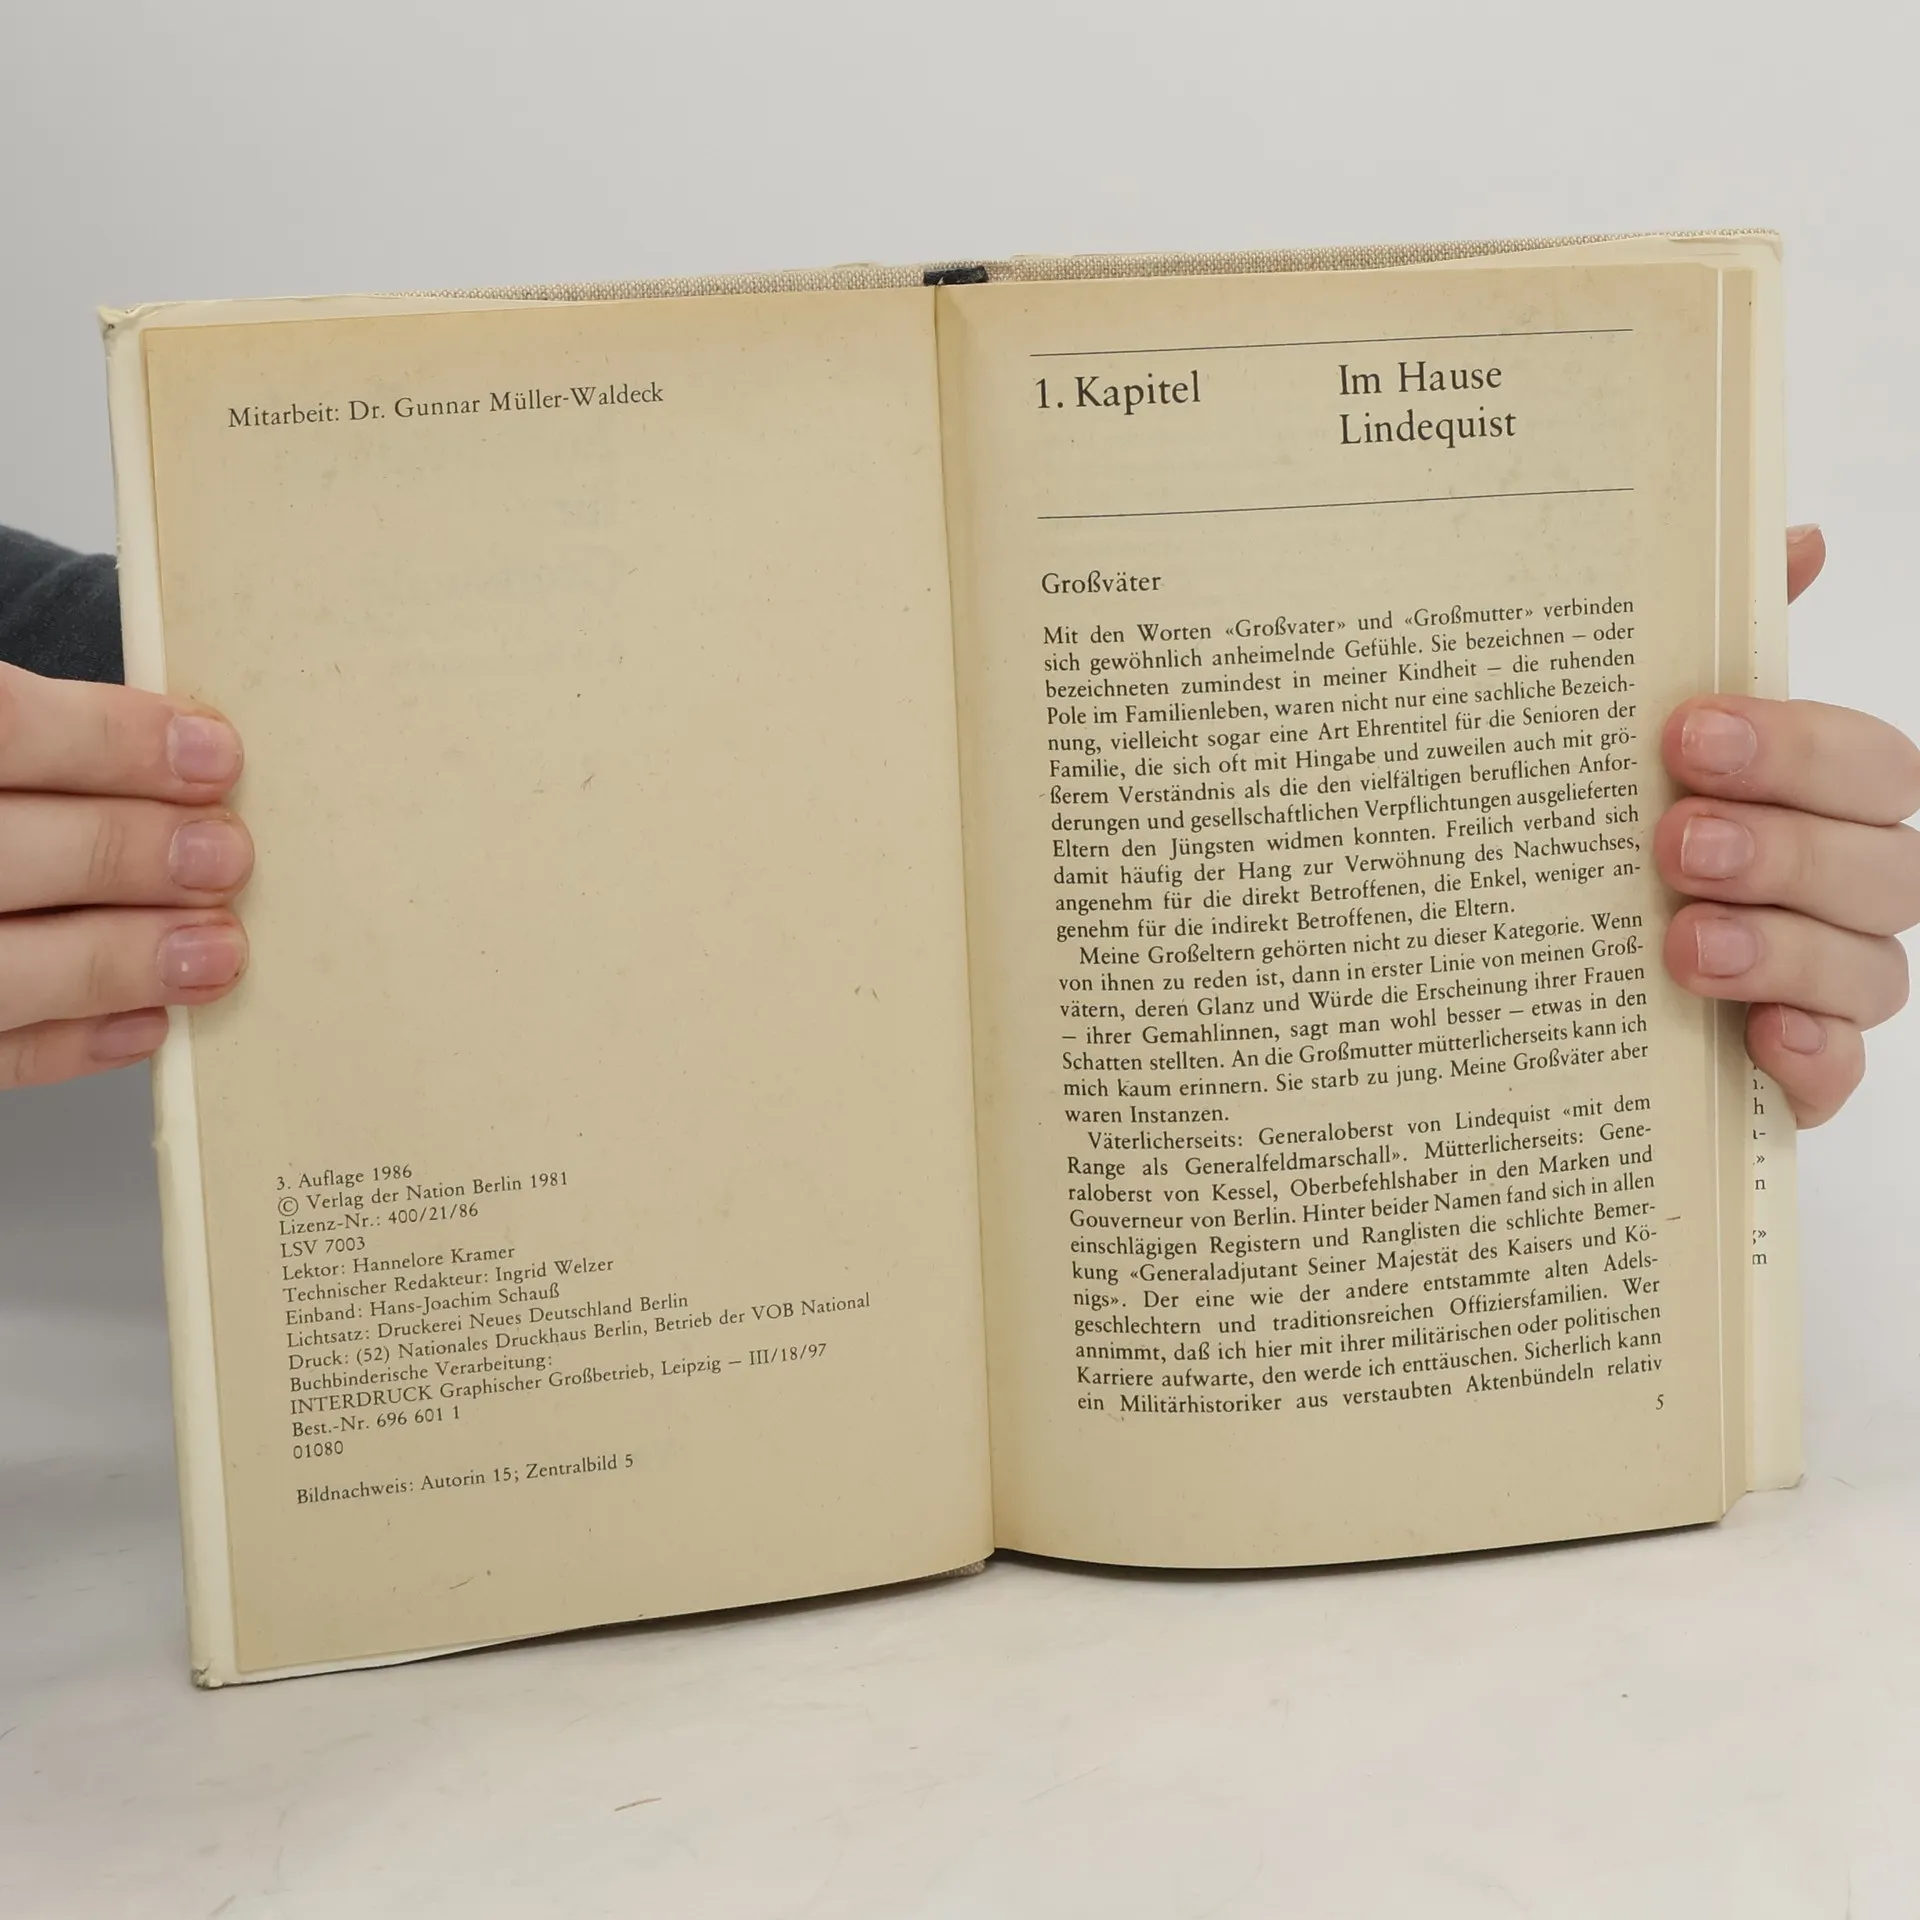 Mitarbeit: Dr. Gunnar Müller-Waldeck
3. Auflage 1986
© Verlag der Nation Berlin 1981
Lizenz-Nr.: 400/21/86
LSV 7003
Lektor: Hannelore Kramer
Technischer Redakteur: Ingrid Welzer
Einband: Hans-Joachim Schauß
Lichtsatz: Druckerei Neues Deutschland Berlin
Druck: (52) Nationales Druckhaus Berlin, Betrieb der VOB National
Buchbinderische Verarbeitung:
INTERDRUCK Graphischer Großbetrieb, Leipzig – III/18/97
Best.-Nr. 696 601 1
01080
Bildnachweis: Autorin 15; Zentralbild 5
1. Kapitel
Im Hause
Lindequist
Großväter
Mit den Worten «Großvater» und «Großmutter» verbinden
sich gewöhnlich anheimelnde Gefühle. Sie bezeichnen – oder
bezeichneten zumindest in meiner Kindheit – die ruhenden
Pole im Familienleben, waren nicht nur eine sachliche Bezeich-
nung, vielleicht sogar eine Art Ehrentitel für die Senioren der
Familie, die sich oft mit Hingabe und zuweilen auch mit grö-
ßerem Verständnis als die den vielfältigen beruflichen Anfor-
derungen und gesellschaftlichen Verpflichtungen ausgelieferten
Eltern den Jüngsten widmen konnten. Freilich verband sich
damit häufig der Hang zur Verwöhnung des Nachwuchses,
angenehm für die direkt Betroffenen, die Enkel, weniger an-
genehm für die indirekt Betroffenen, die Eltern.
Meine Großeltern gehörten nicht zu dieser Kategorie. Wenn
von ihnen zu reden ist, dann in erster Linie von meinen Groß-
vätern, deren Glanz und Würde die Erscheinung ihrer Frauen
– ihrer Gemahlinnen, sagt man wohl besser – etwas in den
Schatten stellten. An die Großmutter mütterlicherseits kann ich
mich kaum erinnern. Sie starb zu jung. Meine Großväter aber
waren Instanzen.
Väterlicherseits: Generaloberst von Lindequist «mit dem
Range als Generalfeldmarschall». Mütterlicherseits: Gene-
raloberst von Kessel, Oberbefehlshaber in den Marken und
Gouverneur von Berlin. Hinter beider Namen fand sich in allen
einschlägigen Registern und Ranglisten die schlichte Bemer-
kung «Generaladjutant Seiner Majestät des Kaisers und Kö-
nigs». Der eine wie der andere entstammte alten Adels-
geschlechtern und traditionsreichen Offiziersfamilien. Wer
annimmt, daß ich hier mit ihrer militärischen oder politischen
Karriere aufwarte, den werde ich enttäuschen. Sicherlich kann
ein Militärhistoriker aus verstaubten Aktenbündeln relativ
5